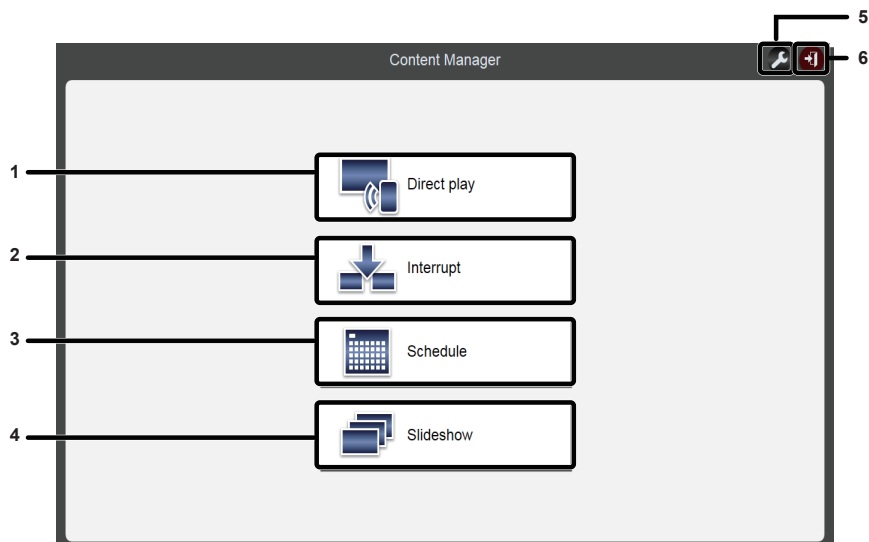 5
Content Manager
6
1
Direct play
2
Interrupt
3
Schedule
4
Slideshow